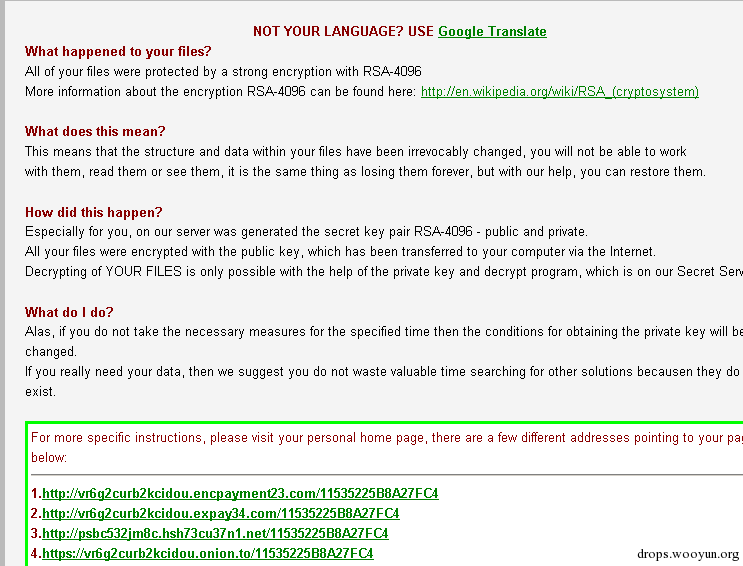 NOT YOUR LANGUAGE? USE Google Translate
What happened to your files?
All of your files were protected by a strong encryption with RSA-4096
More information about the encryption RSA-4096 can be found here: http://en.wikipedia.org/wiki/RSA_(cryptosystem)
What does this mean?
This means that the structure and data within your files have been irrevocably changed, you will not be able to work
with them, read them or see them, it is the same thing as losing them forever, but with our help, you can restore them.
How did this happen?
Especially for you, on our server was generated the secret key pair RSA-4096 - public and private.
All your files were encrypted with the public key, which has been transferred to your computer via the Internet.
Decrypting of YOUR FILES is only possible with the help of the private key and decrypt program, which is on our Secret Serv
What do I do?
Alas, if you do not take the necessary measures for the specified time then the conditions for obtaining the private key will be
changed.
If you really need your data, then we suggest you do not waste valuable time searching for other solutions becausen they do
exist.
For more specific instructions, please visit your personal home page, there are a few different addresses pointing to your pag
below:
1.http://vr6g2curb2kcidou.encpayment23.com/11535225B8A27FC4
2.http://vr6g2curb2kcidou.expay34.com/11535225B8A27FC4
3.http://psbc532jm8c.hsh73cu37n1.net/11535225B8A27FC4
4.https://vr6g2curb2kcidou.onion.to/11535225B8A27FC4
drops.wooyun.org